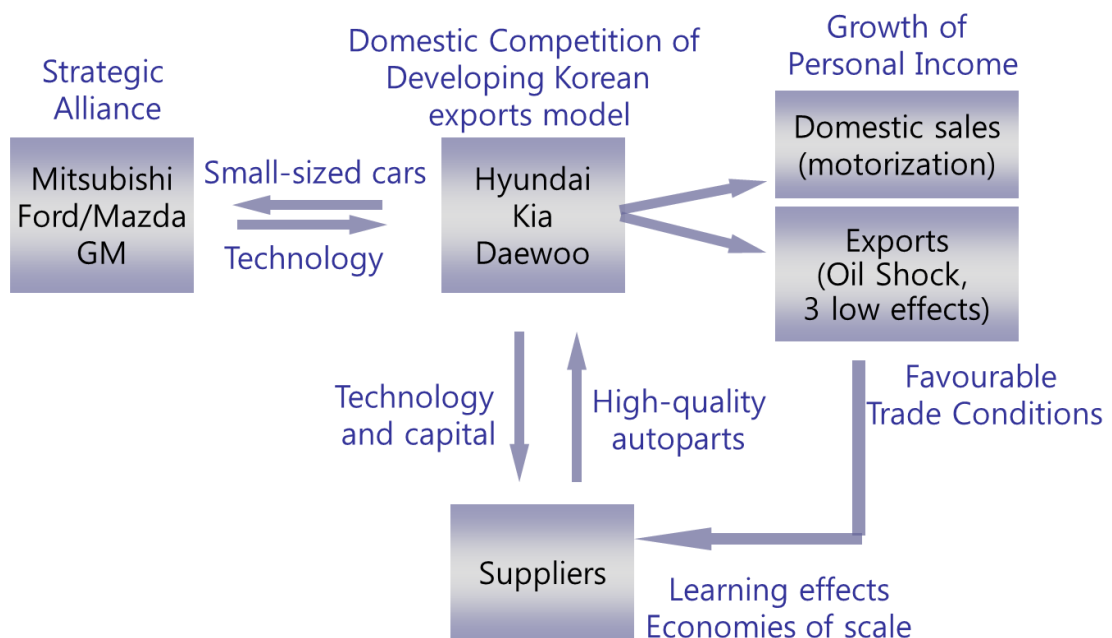 Strategic
Alliance
Mitsubishi
Ford/Mazda
GM
Small-sized cars
Technology
Domestic Competition of
Developing Korean
exports model
Hyundai
Kia
Daewoo
Growth of
Personal Income
Domestic sales
(motorization)
Exports
(Oil Shock,
3 low effects)
Favourable
Trade Conditions
Technology
and capital
High-quality
autoparts
Suppliers
Learning effects
Economies of scale